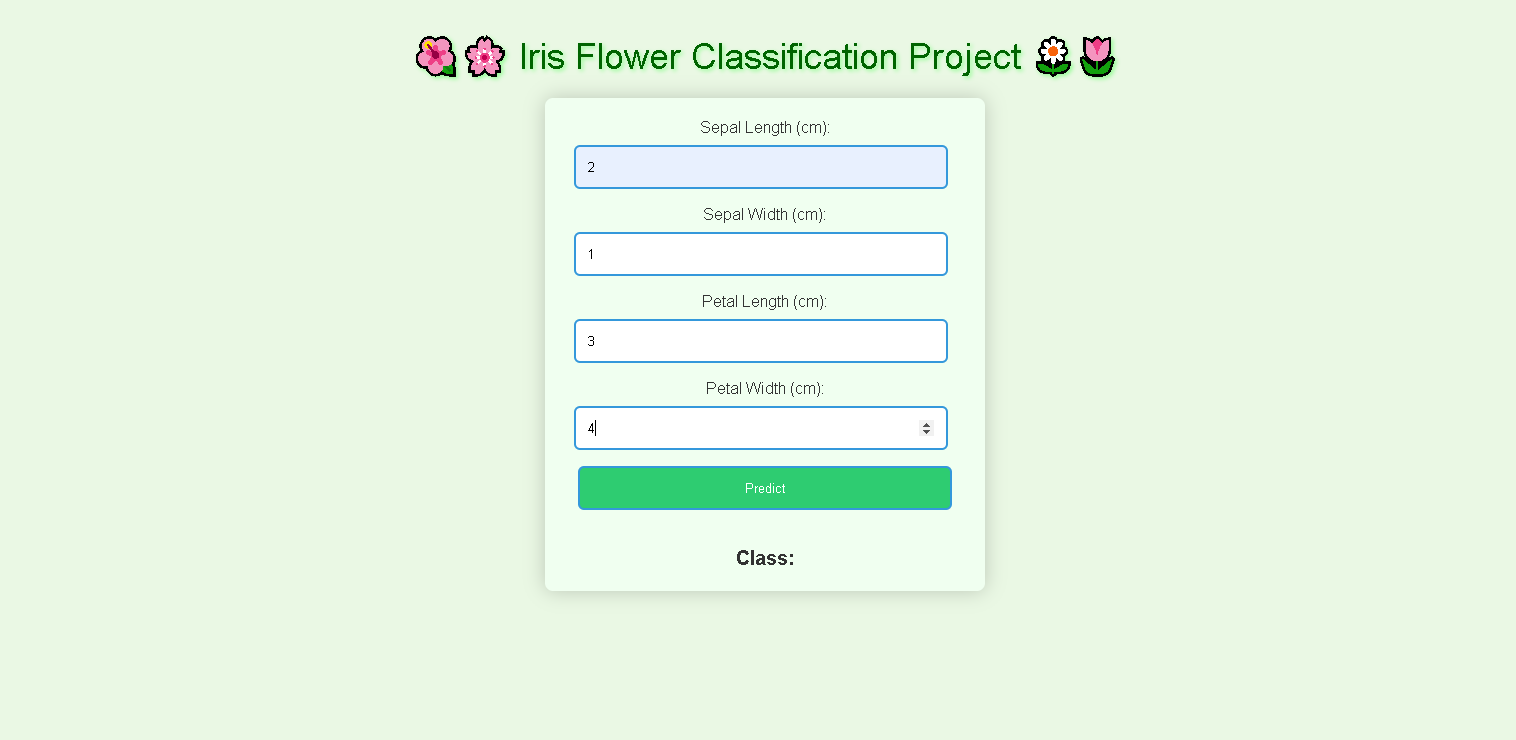 Iris Flower Classification Project
Sepal Length (cm):
2
Sepal Width (cm):
1
Petal Length (cm):
3
Petal Width (cm):
4
Predict
Class: